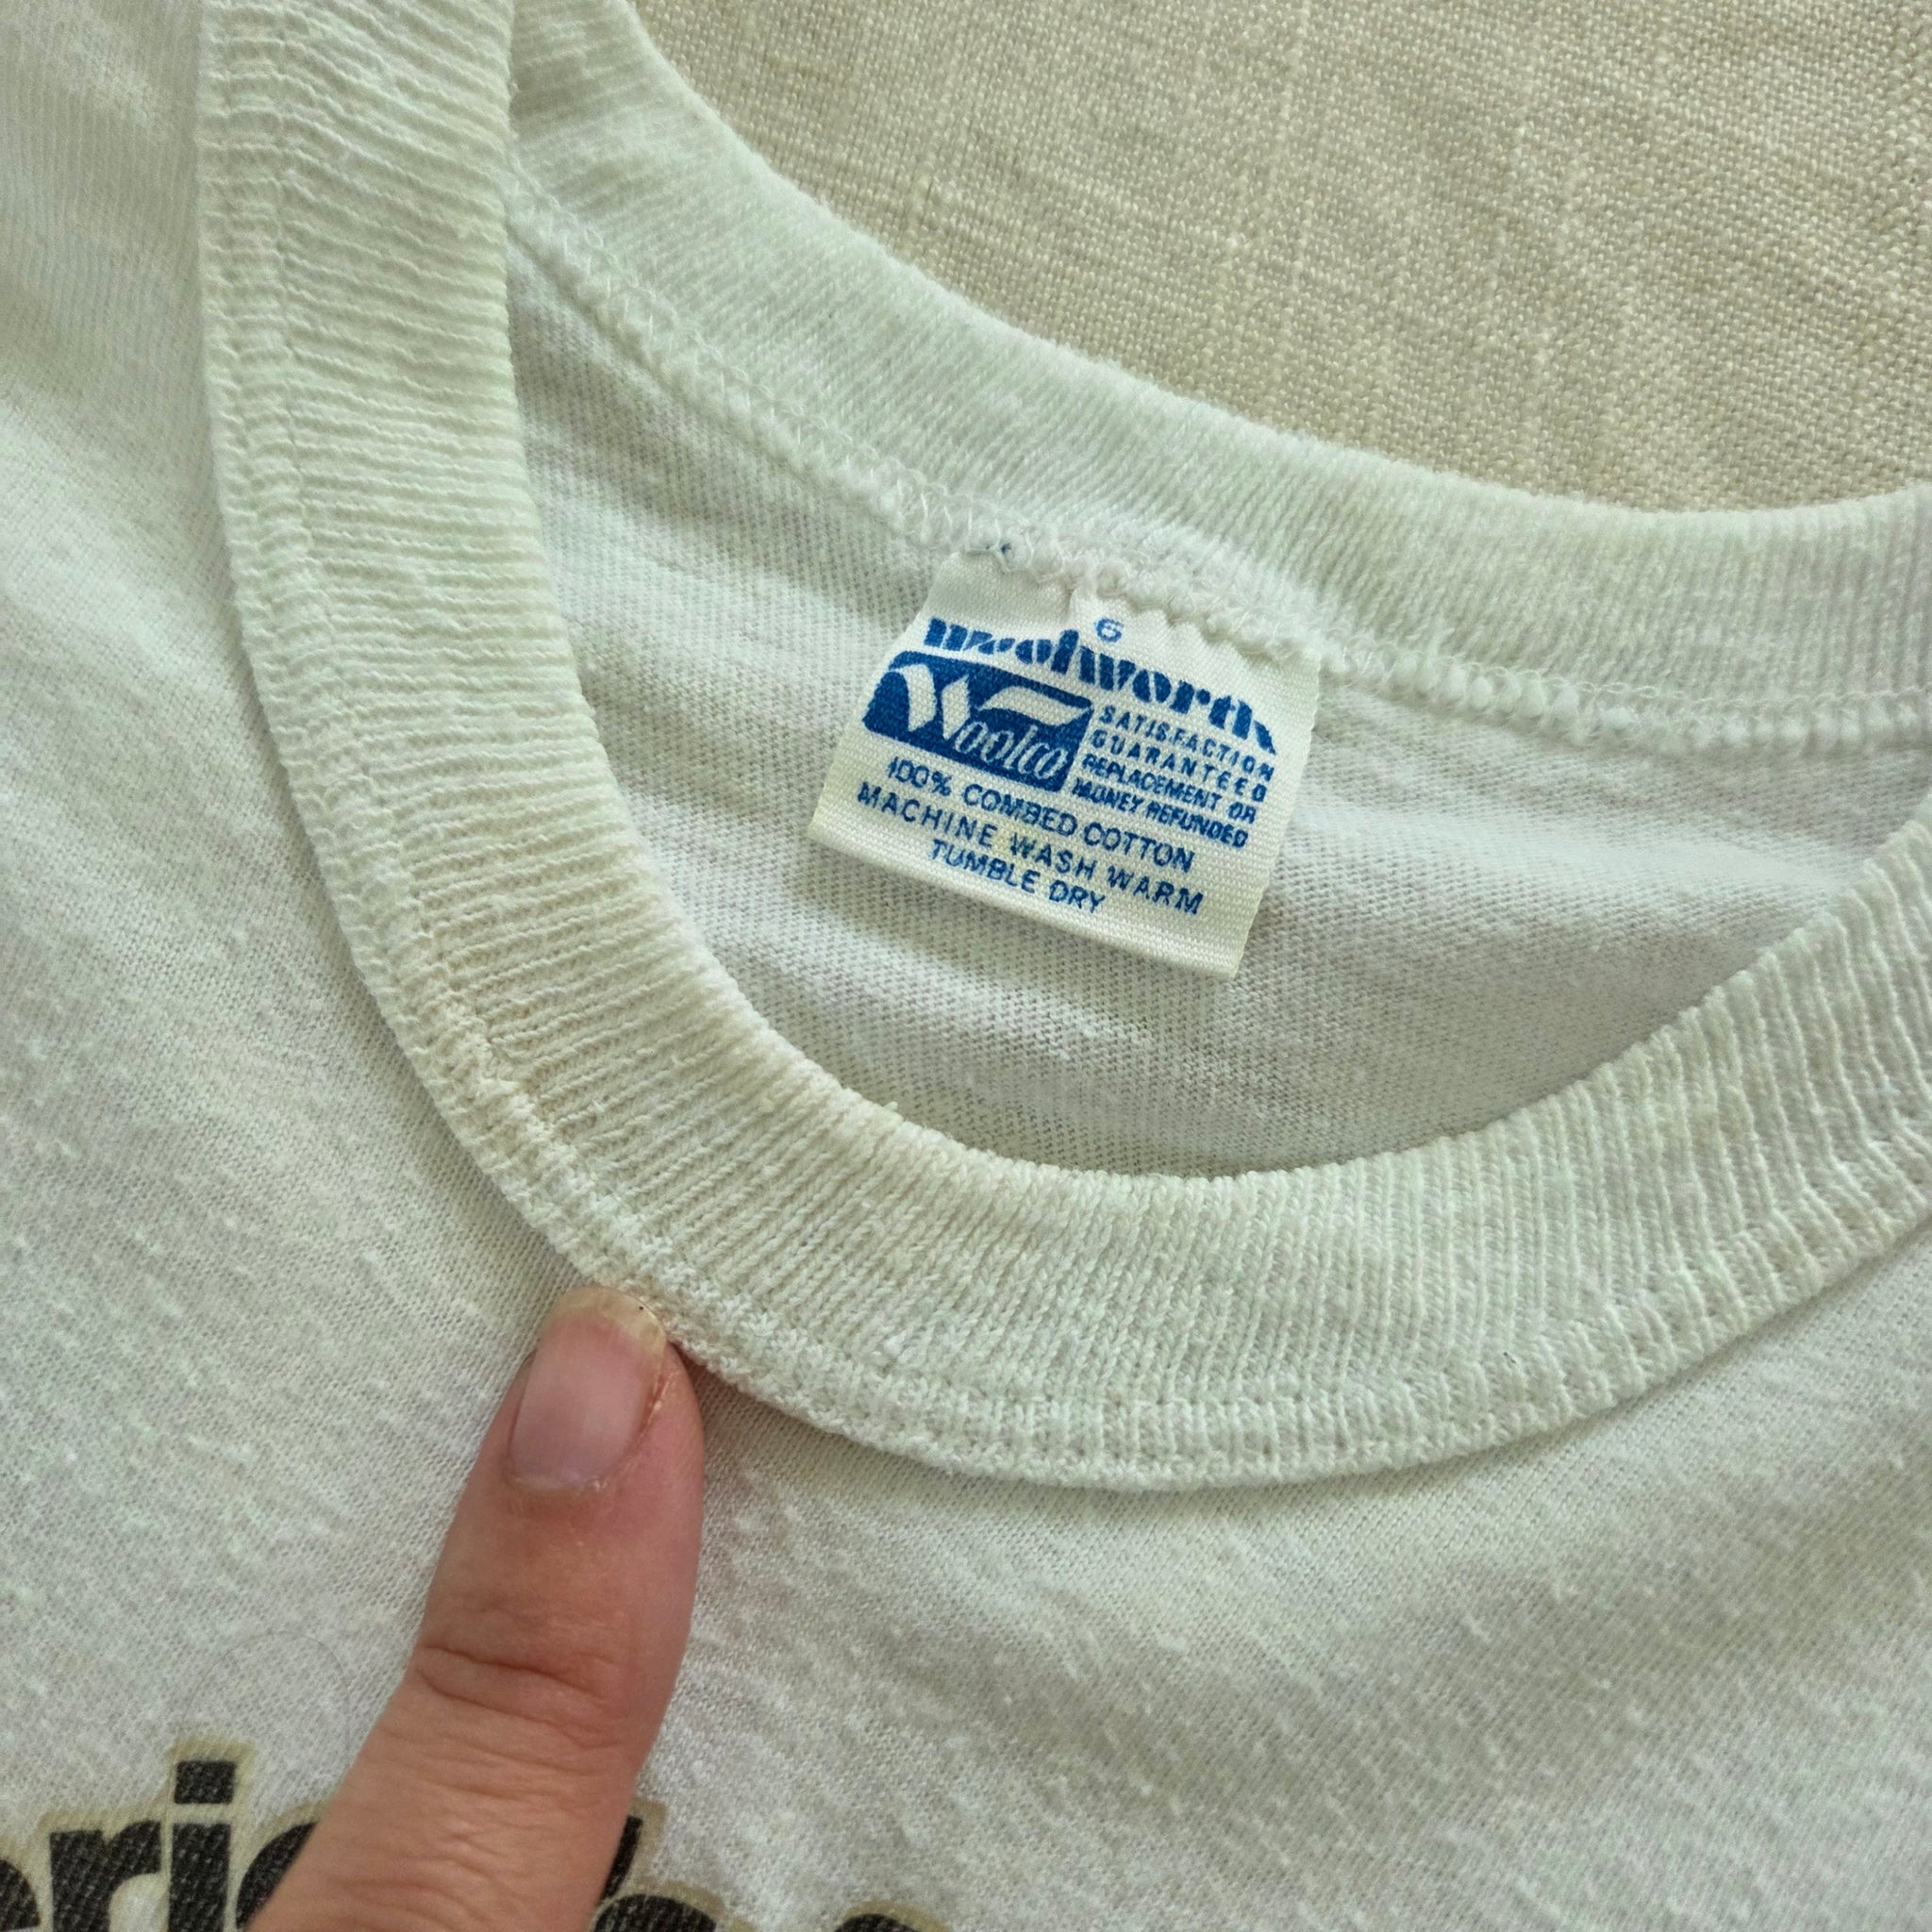 6
woolworth
Woolco
SATISFACTION
GUARANTEED
REPLACEMENT OR
MONEY REFUNDED
100% COMBED COTTON
MACHINE WASH WARM
TUMBLE DRY